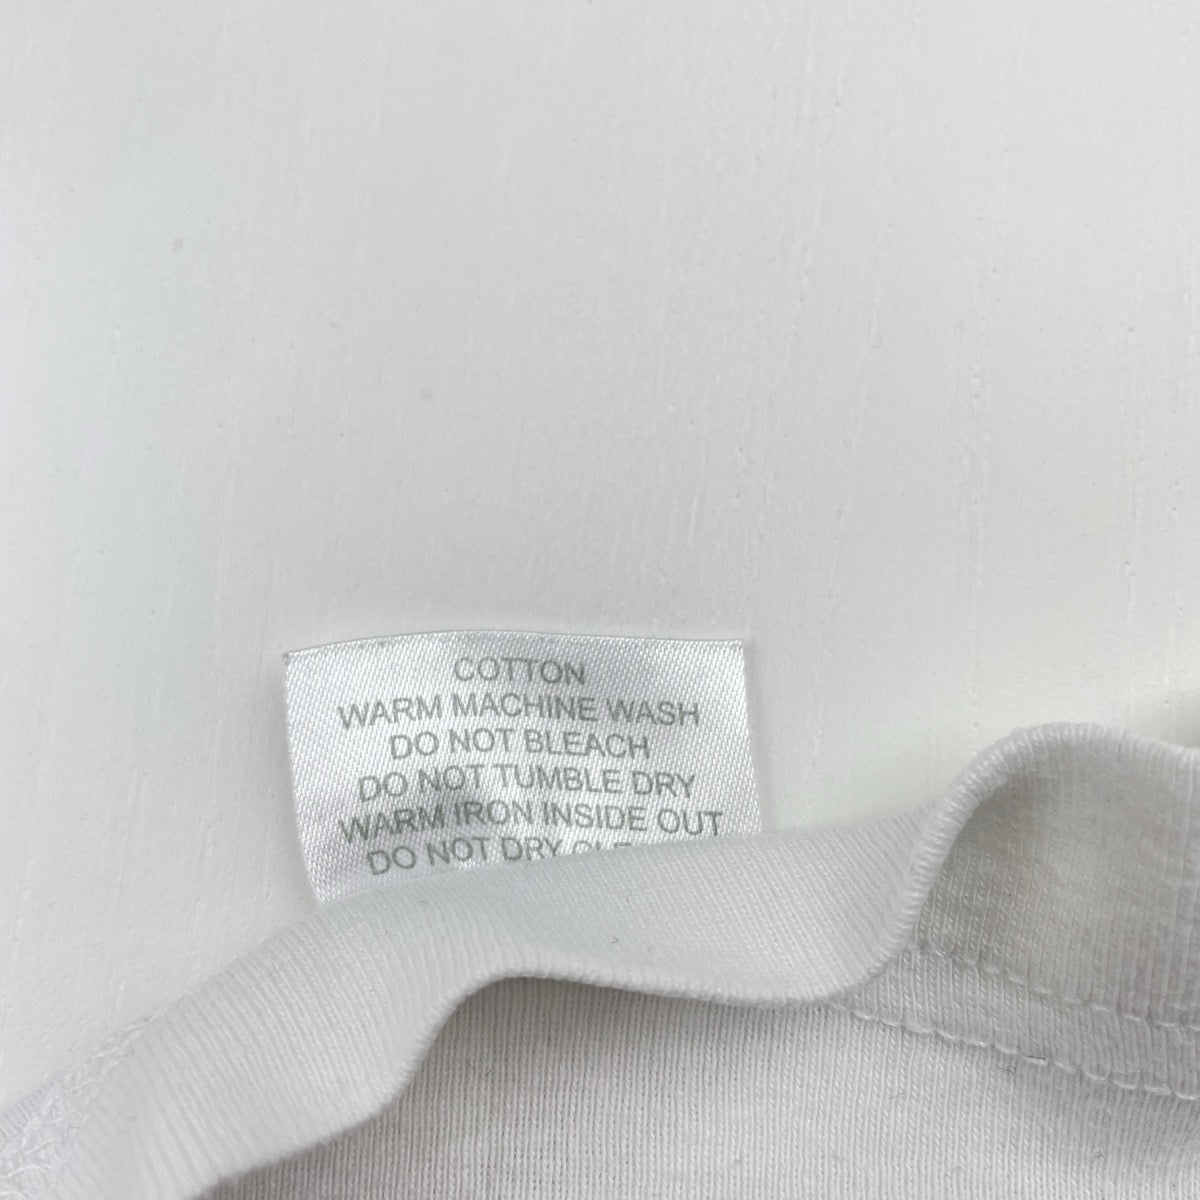 COTTON
WARM MACHINE WASH
DO NOT BLEACH
DO NOT TUMBLE DRY
WARM IRON INSIDE OUT
DO NOT DRY